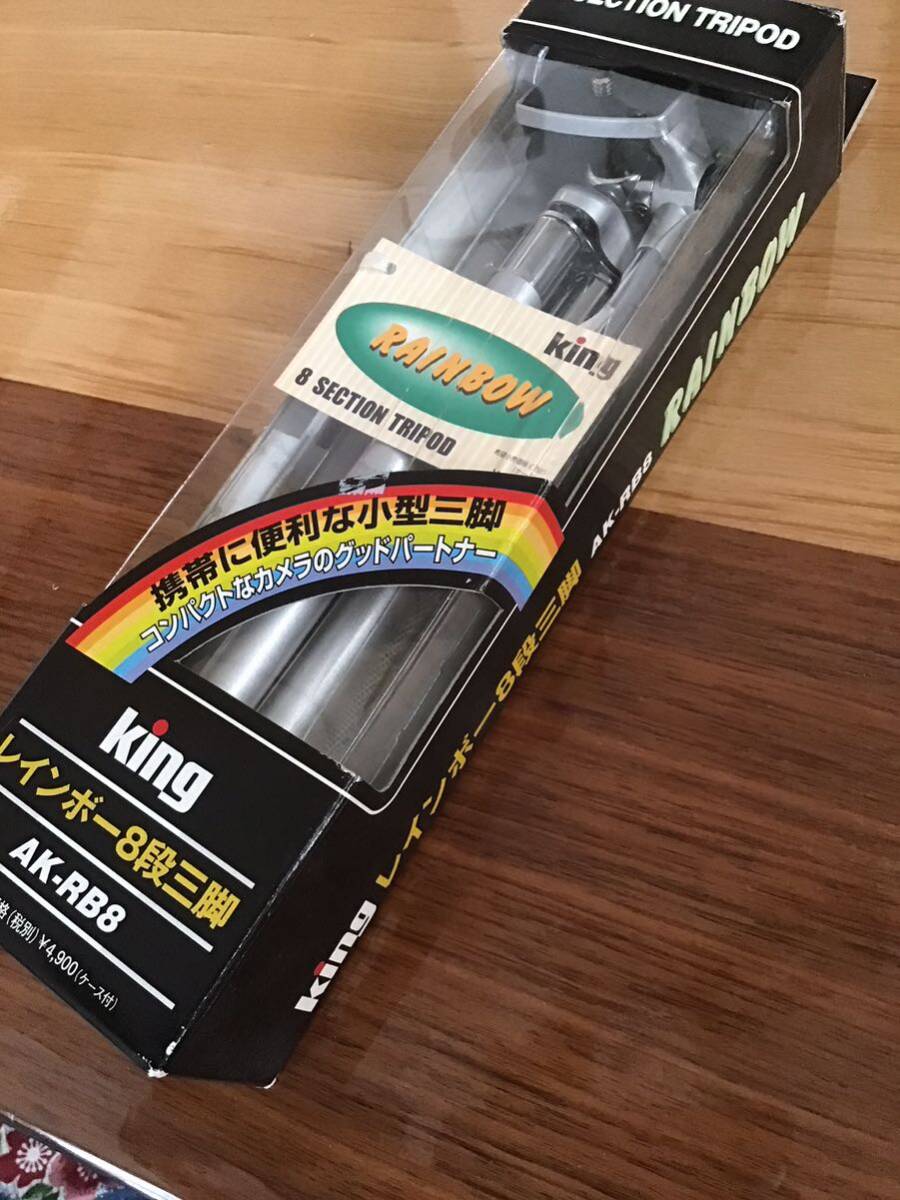 SECTION TRIPOD
king
RAINBOW
8 SECTION TRIPOD
携帯に便利な小型三脚
コンパクトなカメラのグッドパートナー
king
レインボー8段三脚
AK-RB8
格(税別)¥4,900(ケース付)
king レインボー8段三脚 AK-RB8 RAINBOW